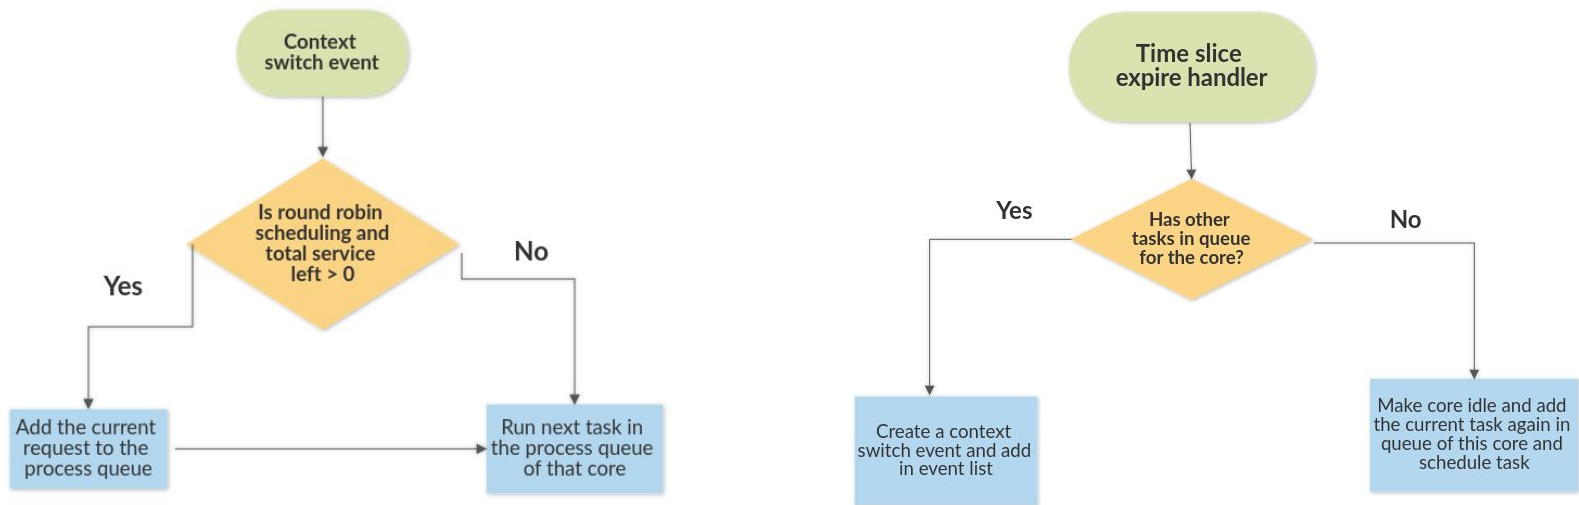 Context
switch event
Is round robin
scheduling and
total service
left > 0
Yes
No
Add the current
request to the
process queue
Run next task in
the process queue
of that core
Time slice
expire handler
Has other
tasks in queue
for the core?
Yes
No
Create a context
switch event and add
in event list
Make core idle and add
the current task again in
queue of this core and
schedule task